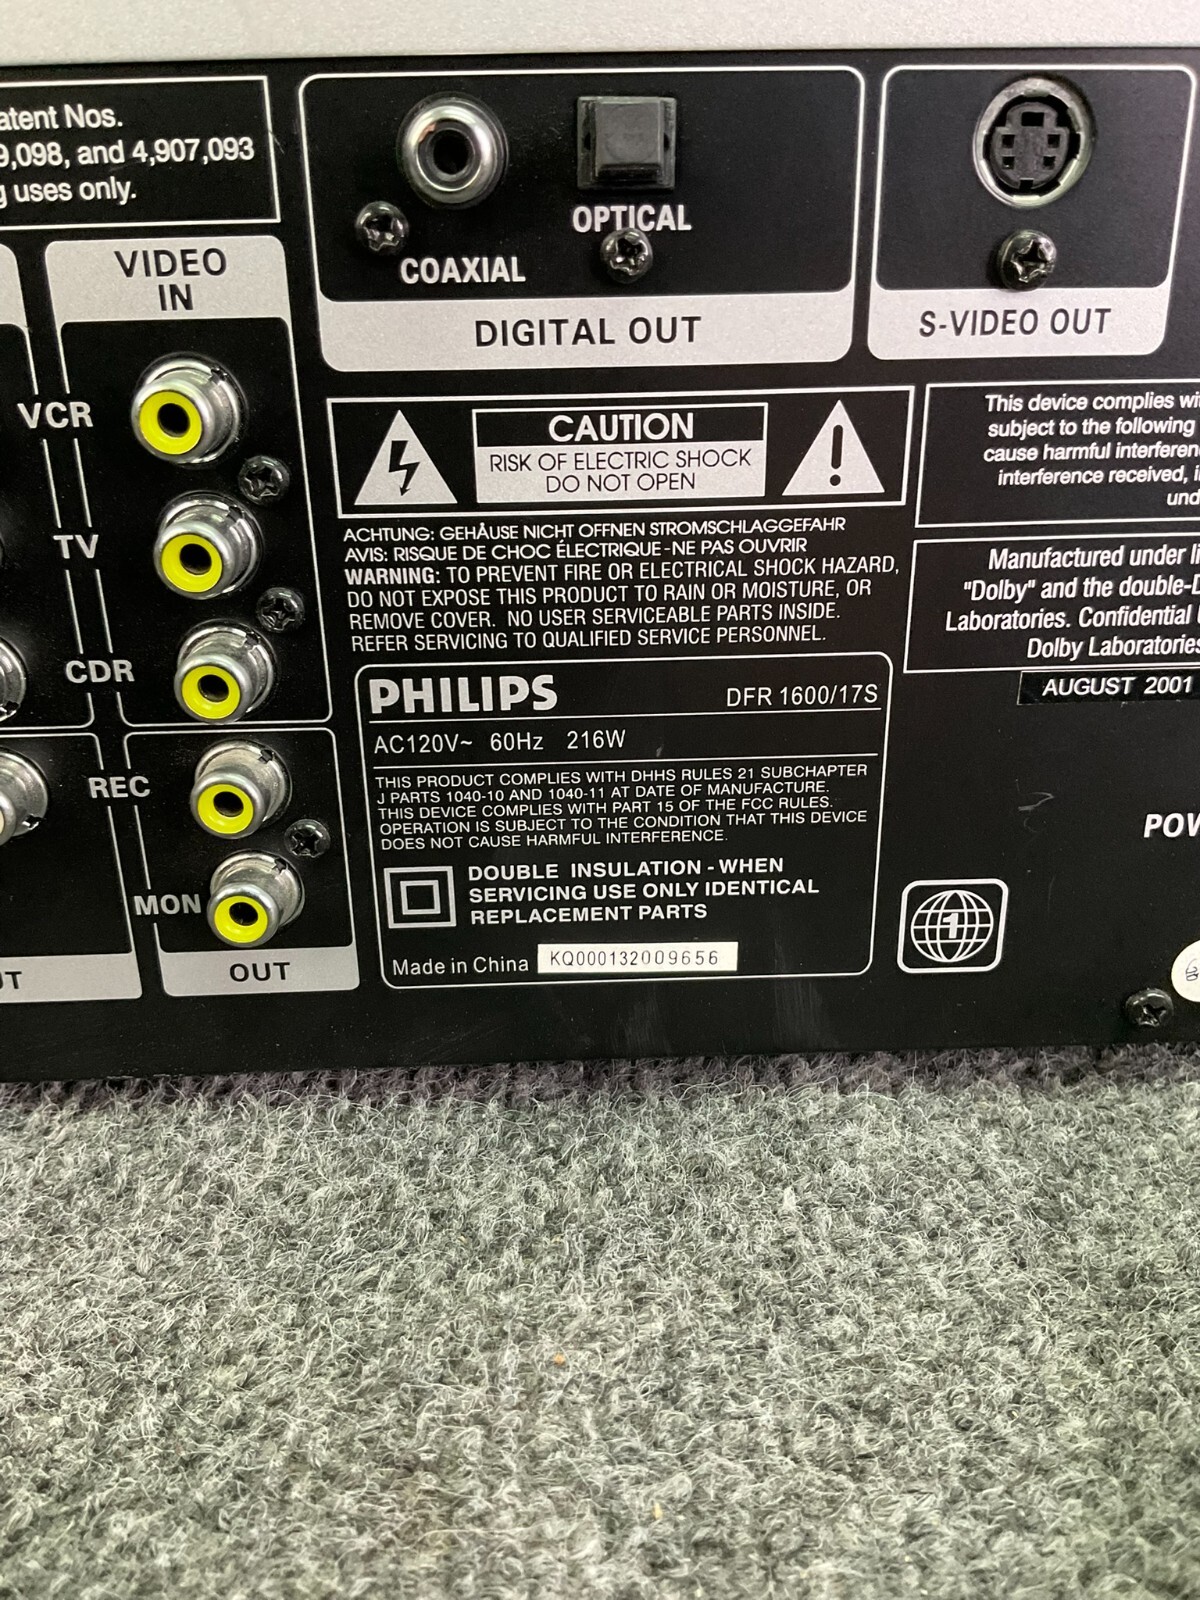 atent Nos.
9,098, and 4,907,093
g uses only.
COAXIAL
OPTICAL
DIGITAL OUT
S-VIDEO OUT
VIDEO
IN
VCR
TV
CDR
REC
MON
OUT
CAUTION
RISK OF ELECTRIC SHOCK
DO NOT OPEN
ACHTUNG: GEHÅUSE NICHT OFFNEN STROMSCHLAGGEFAHR
AVIS: RISQUE DE CHOC ÉLECTRIQUE-NE PAS OUVRIR
WARNING: TO PREVENT FIRE OR ELECTRICAL SHOCK HAZARD,
DO NOT EXPOSE THIS PRODUCT TO RAIN OR MOISTURE, OR
REMOVE COVER. NO USER SERVICEABLE PARTS INSIDE.
REFER SERVICING TO QUALIFIED SERVICE PERSONNEL.
This device complies wi
subject to the following
cause harmful interferen
interference received, i
und
Manufactured under li
"Dolby" and the double-
Laboratories. Confidential
Dolby Laboratories
AUGUST 2001
PHILIPS DFR 1600/17S
AC120V~ 60Hz 216W
THIS PRODUCT COMPLIES WITH DHHS RULES 21 SUBCHAPTER
J PARTS 1040-10 AND 1040-11 AT DATE OF MANUFACTURE.
THIS DEVICE COMPLIES WITH PART 15 OF THE FCC RULES.
OPERATION IS SUBJECT TO THE CONDITION THAT THIS DEVICE
DOES NOT CAUSE HARMFUL INTERFERENCE.
DOUBLE INSULATION - WHEN
SERVICING USE ONLY IDENTICAL
REPLACEMENT PARTS
Made in China KQ000132009656
POW
1
UT